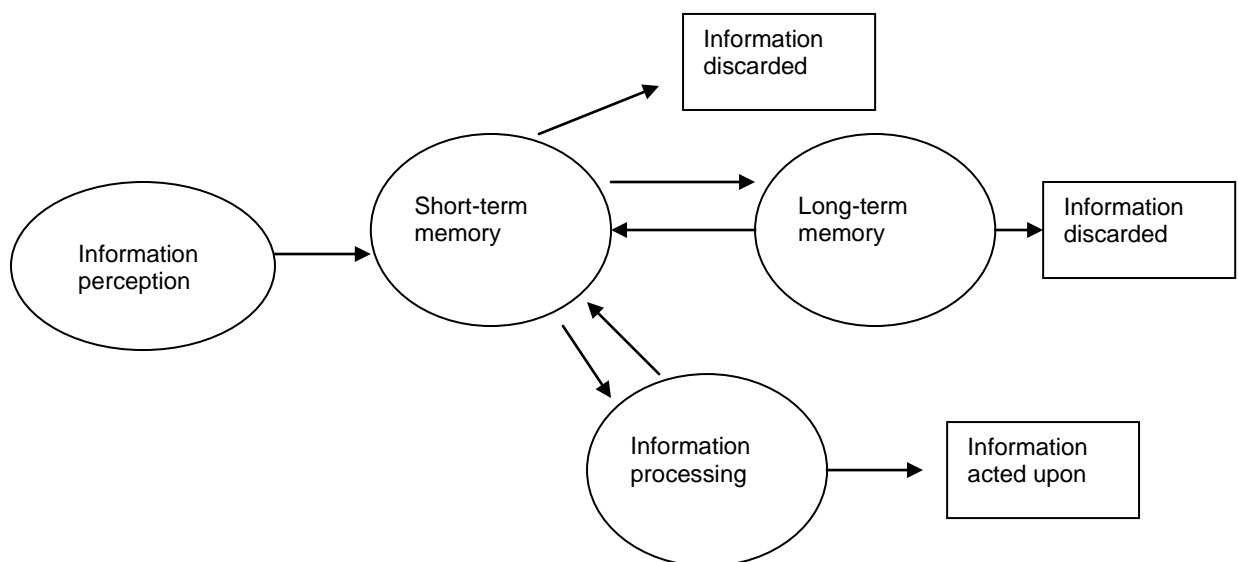 Information
discarded
Short-term
memory
Long-term
memory
Information
discarded
Information
perception
Information
processing
Information
acted upon